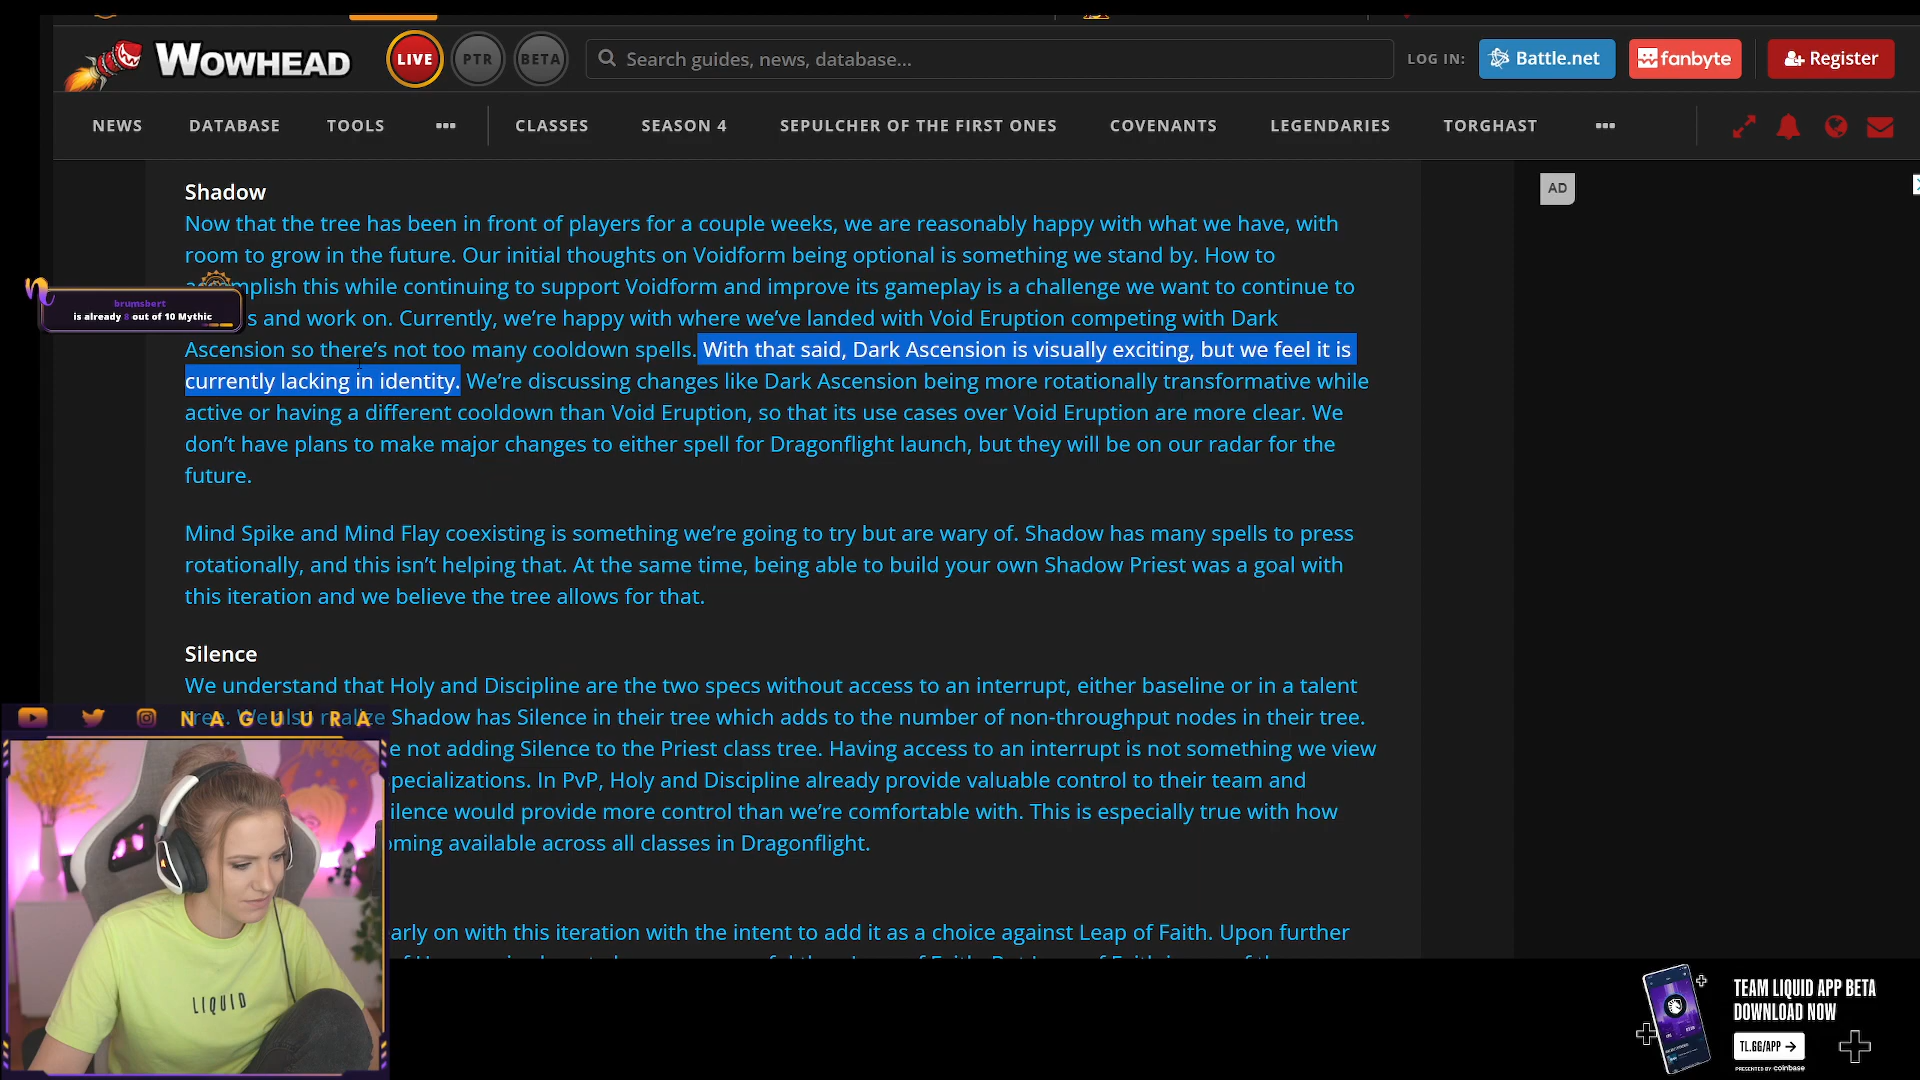 WOWHEAD
LIVE
PTR
BETA
Search guides, news, database...
LOG IN:
Battle.net
fanbyte
Register
NEWS
DATABASE
TOOLS
CLASSES
SEASON 4
SEPULCHER OF THE FIRST ONES
COVENANTS
LEGENDARIES
TORGHAST
AD
Shadow
Now that the tree has been in front of players for a couple weeks, we are reasonably happy with what we have, with
room to grow in the future. Our initial thoughts on Voidform being optional is something we stand by. How to
mplish this while continuing to support Voidform and improve its gameplay is a challenge we want to continue to
brumsbert
is already 8 out of 10 Mythic
s and work on. Currently, we're happy with where we've landed with Void Eruption competing with Dark
Ascension so there's not too many cooldown spells. With that said, Dark Ascension is visually exciting, but we feel it is
currently lacking in identity. We're discussing changes like Dark Ascension being more rotationally transformative while
active or having a different cooldown than Void Eruption, so that its use cases over Void Eruption are more clear. We
don't have plans to make major changes to either spell for Dragonflight launch, but they will be on our radar for the
future.
Mind Spike and Mind Flay coexisting is something we're going to try but are wary of. Shadow has many spells to press
rotationally, and this isn't helping that. At the same time, being able to build your own Shadow Priest was a goal with
this iteration and we believe the tree allows for that.
Silence
We understand that Holy and Discipline are the two specs without access to an interrupt, either baseline or in a talent
tree. We also realize Shadow has Silence in their tree which adds to the number of non-throughput nodes in their tree.
NAGUURA
e not adding Silence to the Priest class tree. Having access to an interrupt is not something we view
pecializations. In PvP, Holy and Discipline already provide valuable control to their team and
ilence would provide more control than we're comfortable with. This is especially true with how
oming available across all classes in Dragonflight.
arly on with this iteration with the intent to add it as a choice against Leap of Faith. Upon further
LIQUID
TEAM LIQUID APP BETA
DOWNLOAD NOW
TL.GG/APP
PRESENTED BY coinbase